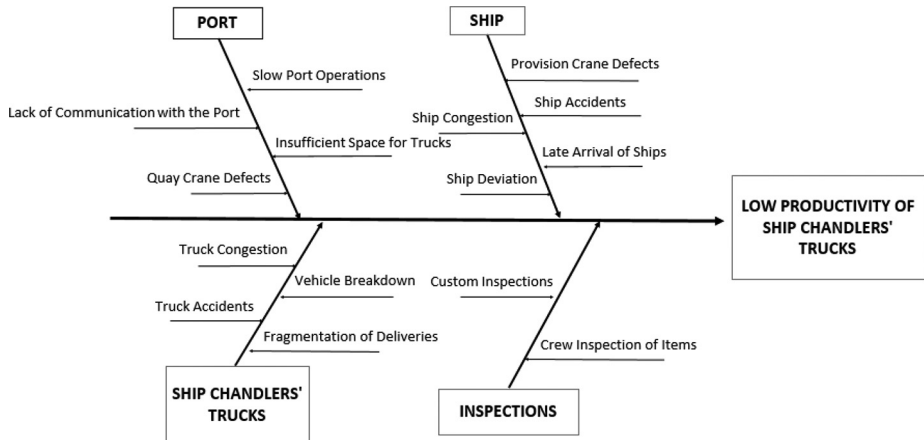 PORT
SHIP
Slow Port Operations
Lack of Communication with the Port
Insufficient Space for Trucks
Quay Crane Defects
Provision Crane Defects
Ship Accidents
Ship Congestion
Late Arrival of Ships
Ship Deviation
LOW PRODUCTIVITY OF
SHIP CHANDLERS'
TRUCKS
Truck Congestion
Vehicle Breakdown
Truck Accidents
Fragmentation of Deliveries
Custom Inspections
Crew Inspection of Items
SHIP CHANDLERS'
TRUCKS
INSPECTIONS